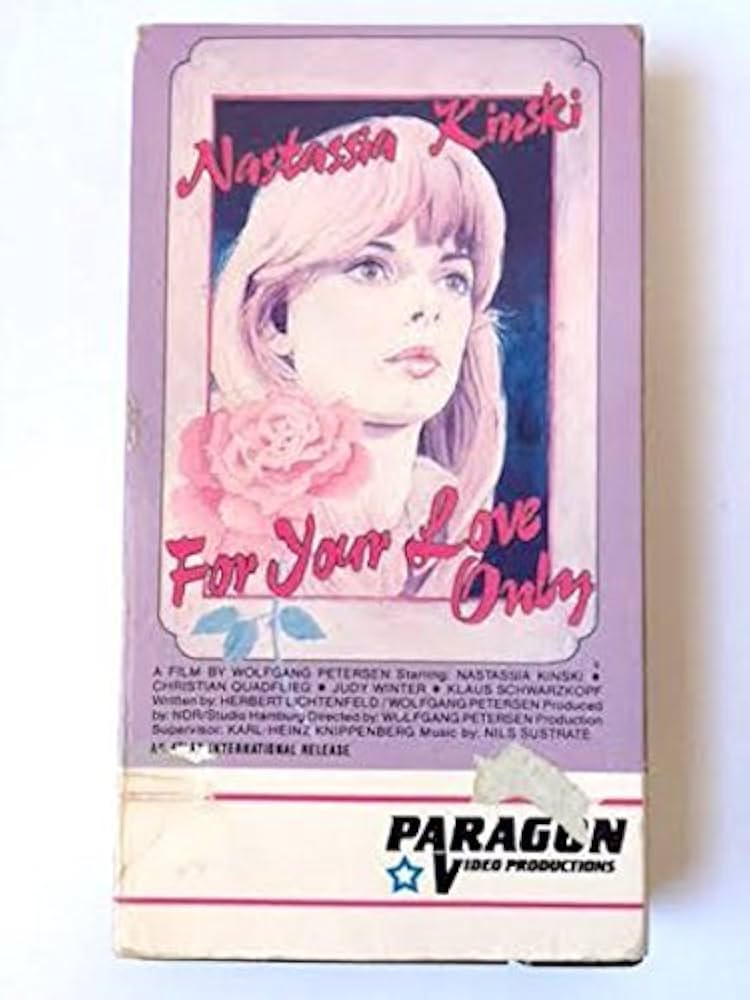 Nastassia Kinski
For Your Love
Only
A FILM BY WOLFGANG PETERSEN Starring: NASTASSIA KINSKI ●
CHRISTIAN QUADFLIEG ● JUDY WINTER ● KLAUS SCHWARZKOPF
Written by: HERBERT LICHTENFELD/WOLFGANG PETERSEN Produced
by: NDR/Studio Hamburg Directed by: WOLFGANG PETERSEN Production
Supervisor: KARL-HEINZ KNIPPENBERG Music by: NILS SUSTRATE
INTERNATIONAL RELEASE
PARAGON
VIDEO PRODUCTIONS